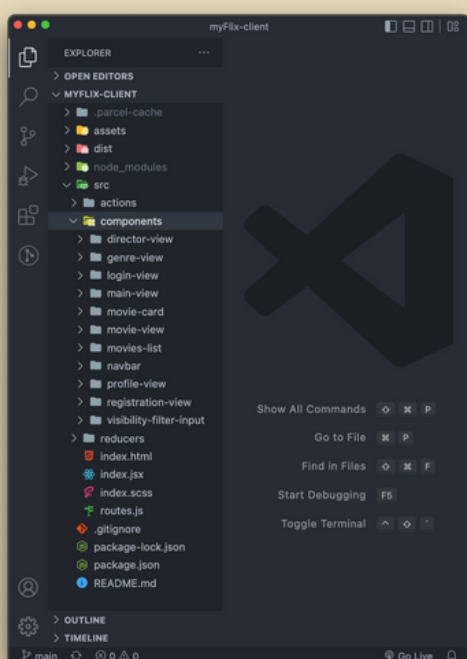 myFlix-client
EXPLORER
OPEN EDITORS
MYFLIX-CLIENT
.parcel-cache
assets
dist
node_modules
src
actions
components
director-view
genre-view
login-view
main-view
movie-card
movie-view
movies-list
navbar
profile-view
registration-view
visibility-filter-input
reducers
index.html
index.jsx
index.scss
routes.js
.gitignore
package-lock.json
package.json
README.md
OUTLINE
TIMELINE
Show All Commands ⇧ ⌘ P
Go to File ⌘ P
Find in Files ⇧ ⌘ F
Start Debugging F5
Toggle Terminal ^ ⇧ `
main 0 0 Go Live